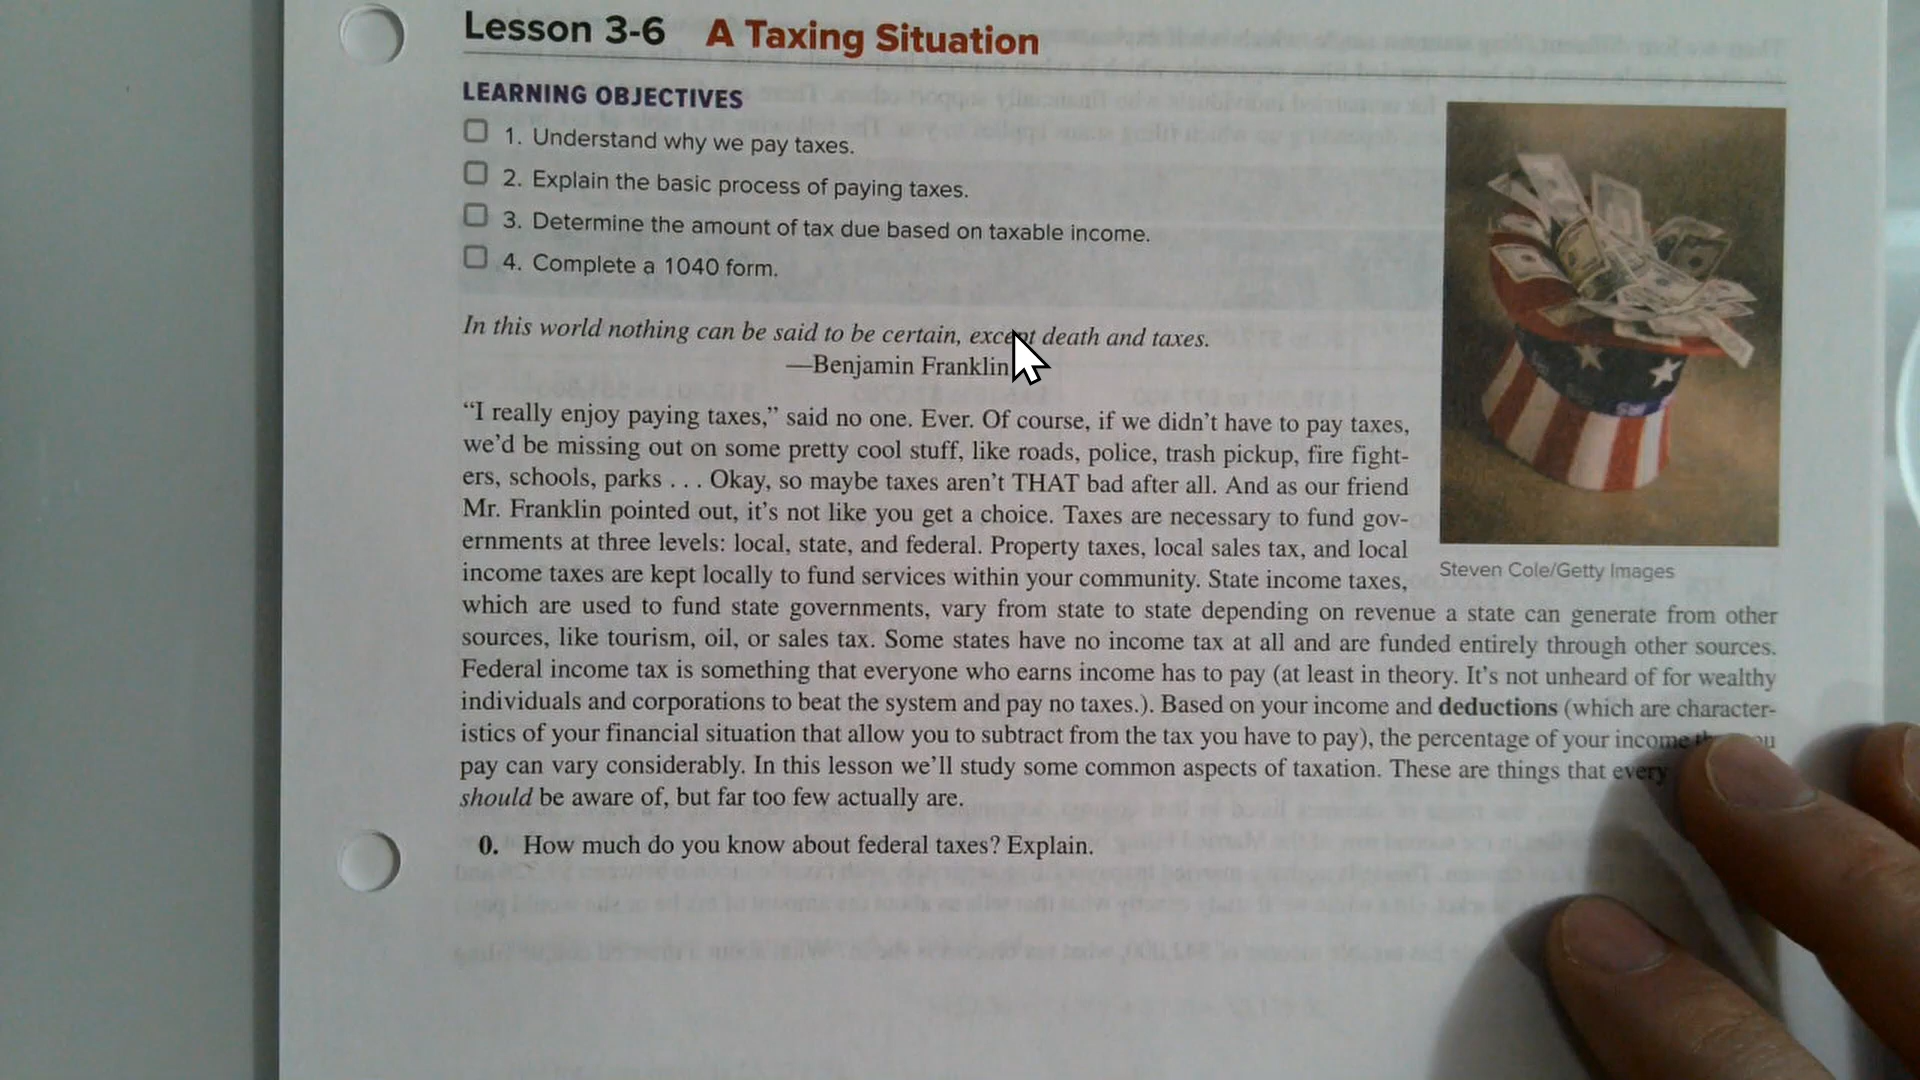 Lesson 3-6 A Taxing Situation
LEARNING OBJECTIVES
1. Understand why we pay taxes.
2. Explain the basic process of paying taxes.
3. Determine the amount of tax due based on taxable income.
4. Complete a 1040 form.
In this world nothing can be said to be certain, except death and taxes.
—Benjamin Franklin
“I really enjoy paying taxes,” said no one. Ever. Of course, if we didn’t have to pay taxes,
we’d be missing out on some pretty cool stuff, like roads, police, trash pickup, fire fight-
ers, schools, parks . . . Okay, so maybe taxes aren’t THAT bad after all. And as our friend
Mr. Franklin pointed out, it’s not like you get a choice. Taxes are necessary to fund gov-
ernments at three levels: local, state, and federal. Property taxes, local sales tax, and local
income taxes are kept locally to fund services within your community. State income taxes,
Steven Cole/Getty Images
which are used to fund state governments, vary from state to state depending on revenue a state can generate from other
sources, like tourism, oil, or sales tax. Some states have no income tax at all and are funded entirely through other sources.
Federal income tax is something that everyone who earns income has to pay (at least in theory. It’s not unheard of for wealthy
individuals and corporations to beat the system and pay no taxes.). Based on your income and deductions (which are character-
istics of your financial situation that allow you to subtract from the tax you have to pay), the percentage of your income
pay can vary considerably. In this lesson we’ll study some common aspects of taxation. These are things that every
should be aware of, but far too few actually are.
0. How much do you know about federal taxes? Explain.